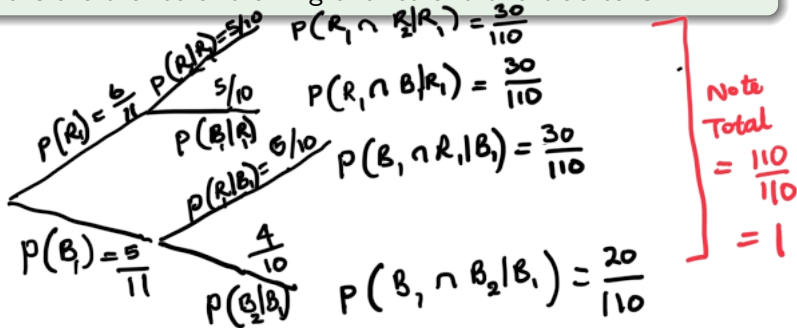 P(R₁ ∩ R₂|R₁) = 30/110
P(R₂|R₁) = 5/10
P(R₁) = 6/11
5/10
P(B|R₁)
P(R₁ ∩ B|R₁) = 30/110
P(R|B₁) = 6/10
P(B₁ ∩ R₁|B₁) = 30/110
P(B₁) = 5/11
4/10
P(B₂|B₁)
P(B₁ ∩ B₂|B₁) = 20/110
Note
Total
= 110/110
= 1